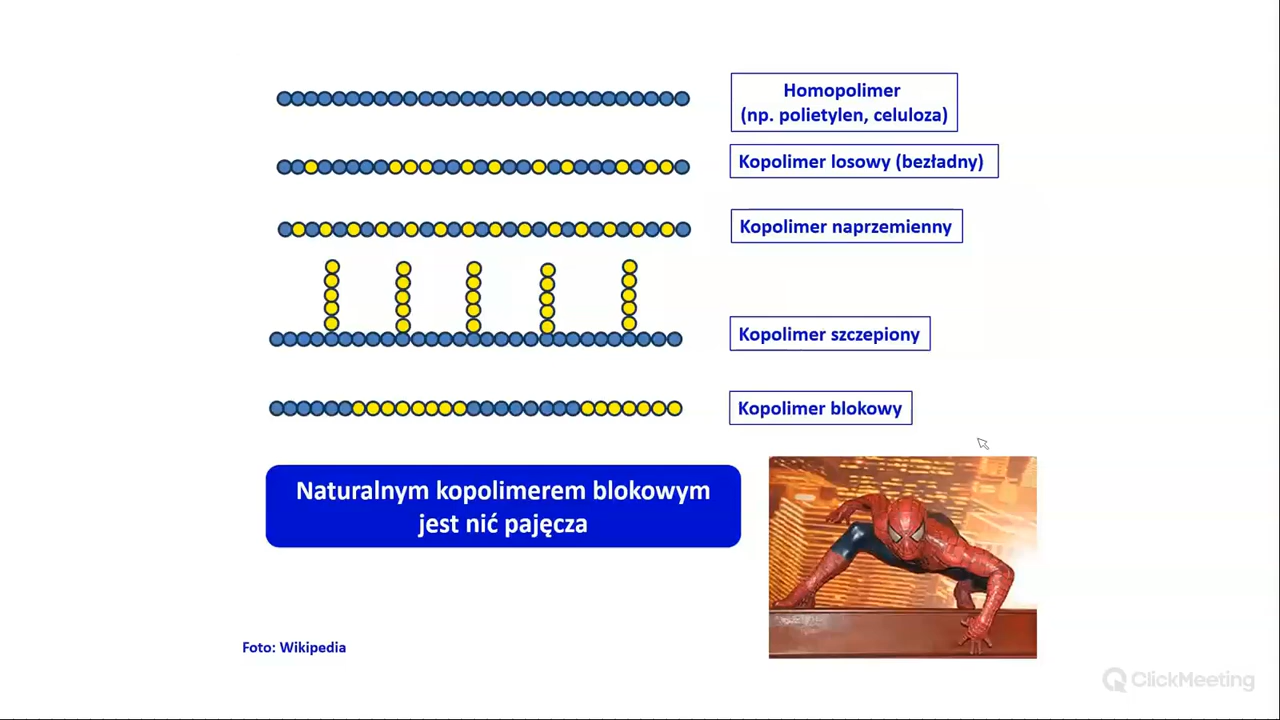 Homopolimer
(np. polietylen, celuloza)
Kopolimer losowy (bezładny)
Kopolimer naprzemienny
Kopolimer szczepiony
Kopolimer blokowy
Naturalnym kopolimerem blokowym
jest nić pajęcza
Foto: Wikipedia
ClickMeeting